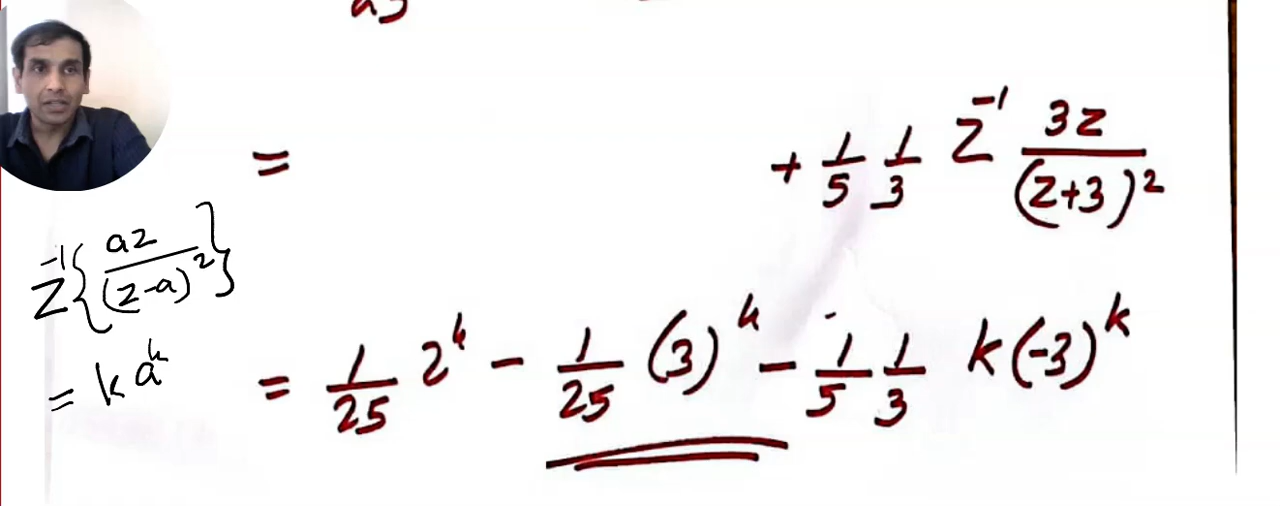 = + 1/5 1/3 Z^-1 3z/(z+3)^2
Z^-1{az/(z-a)^2}
= k a^k
= 1/25 2^k - 1/25 (3)^k - 1/5 1/3 k(-3)^k